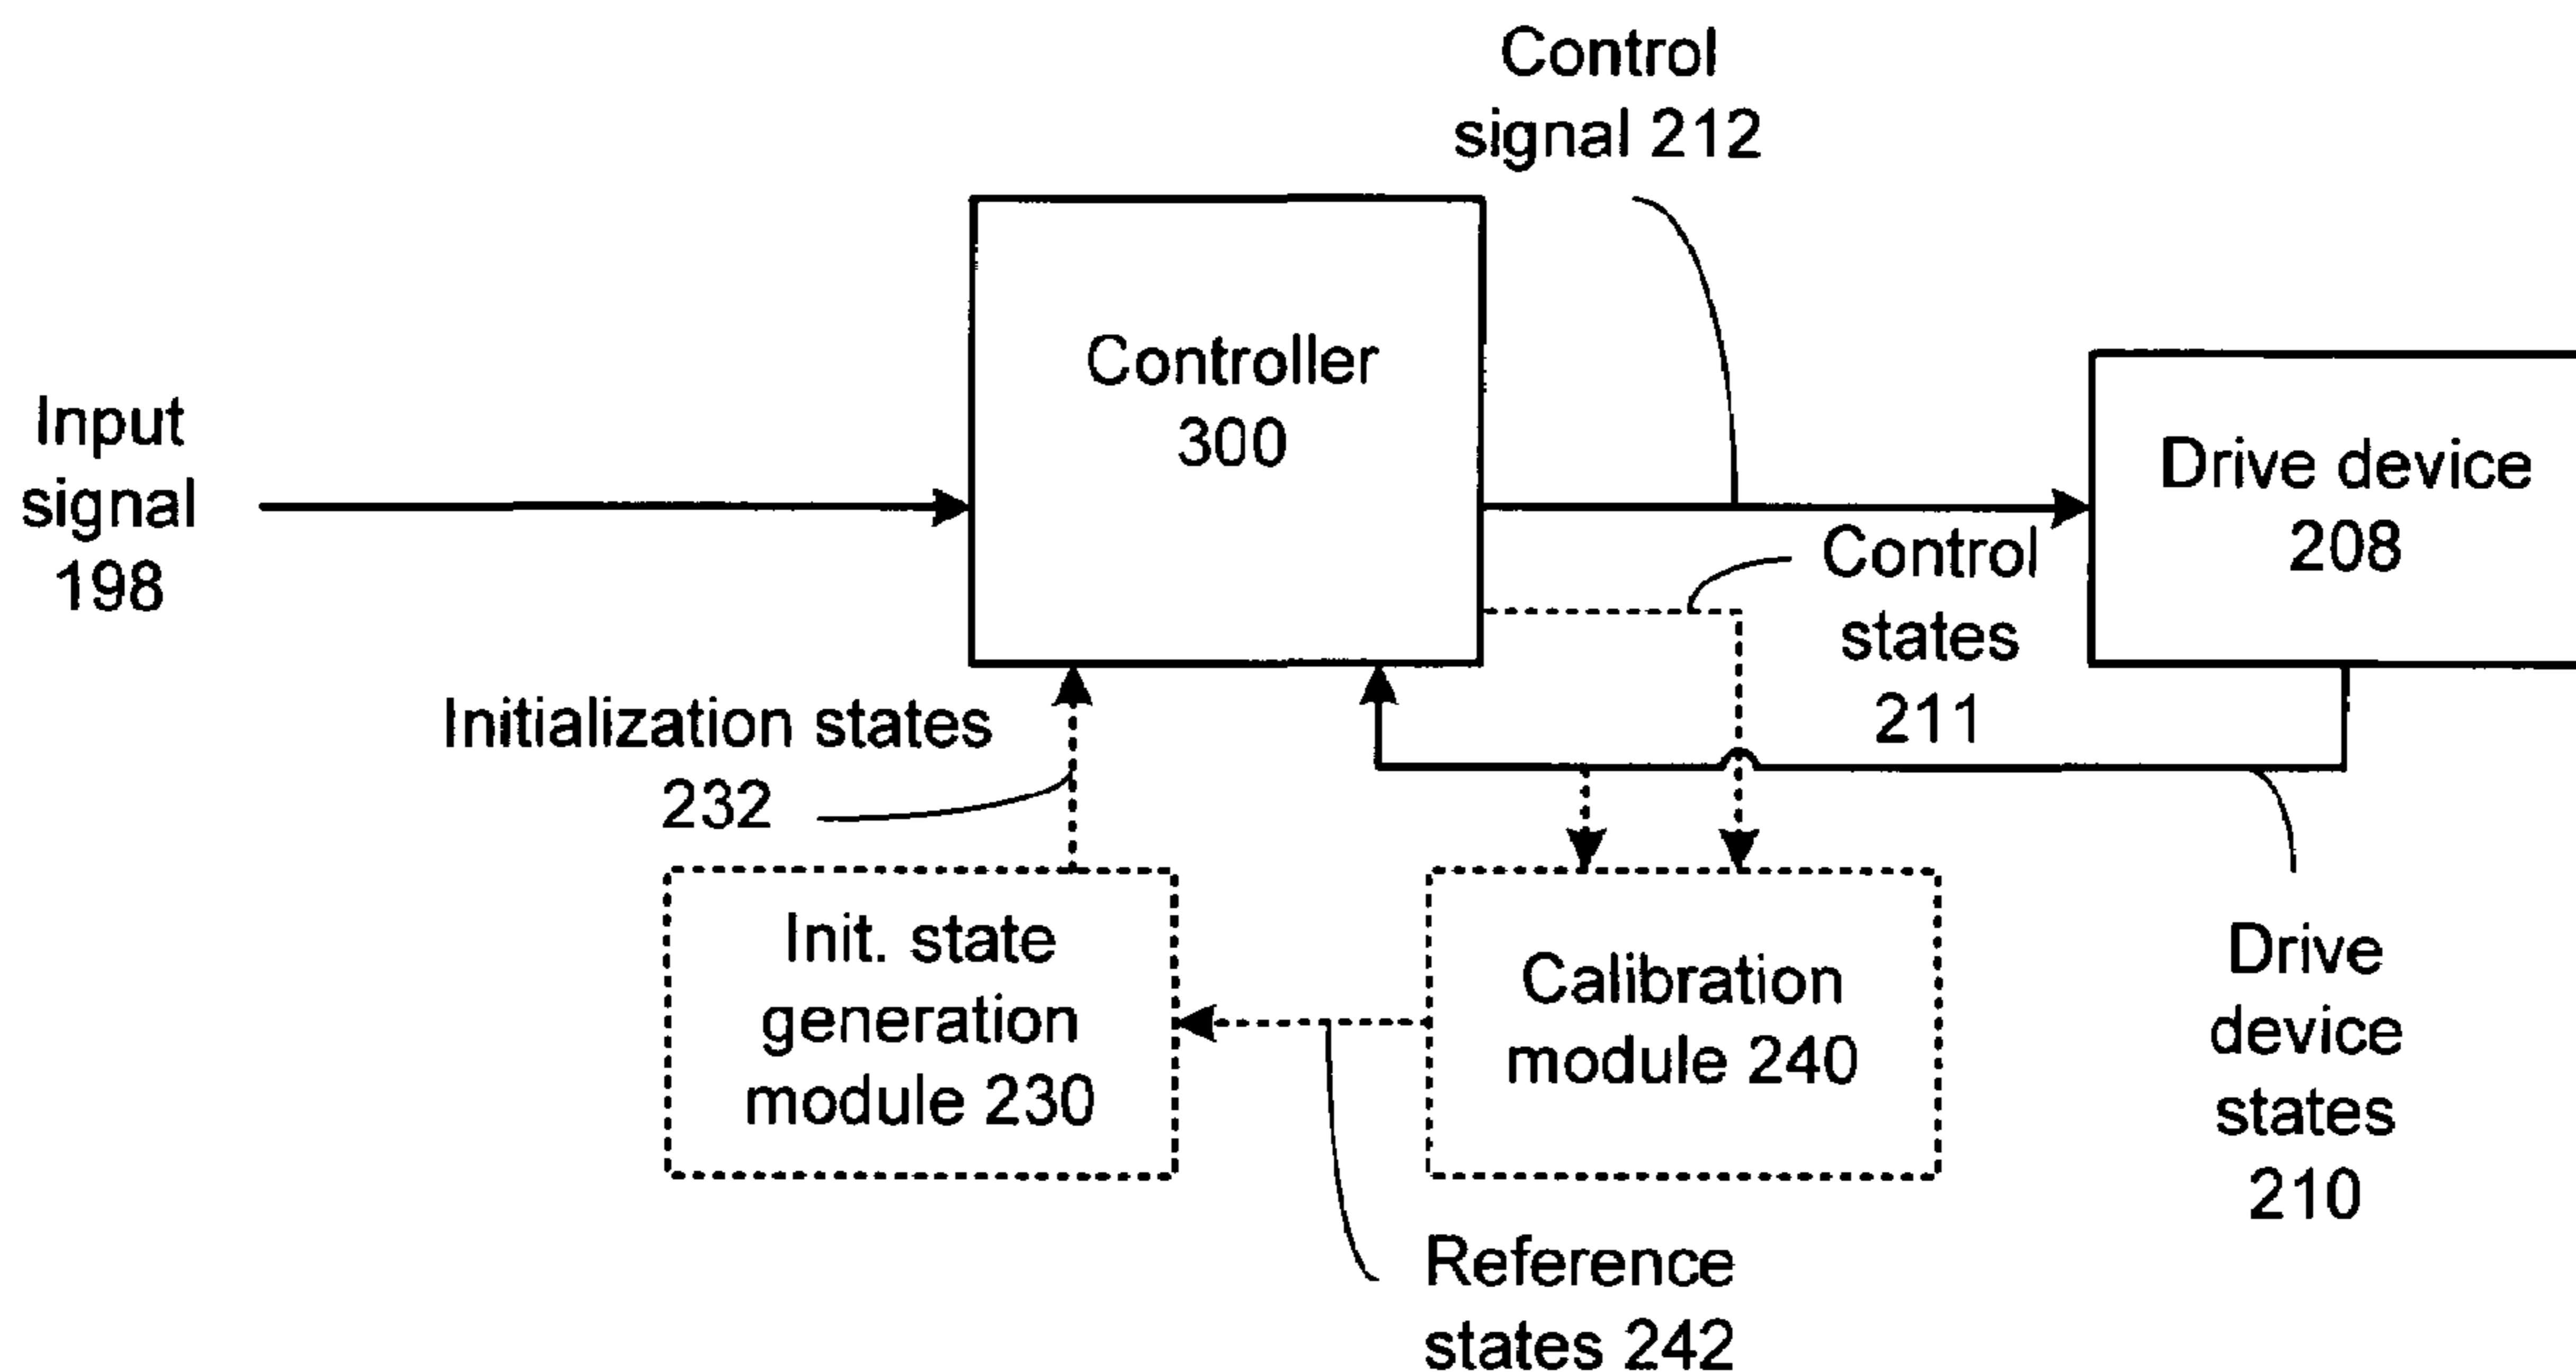 Control
signal 212
Controller
300
Input
signal
198
Drive device
208
Control
states
211
Initialization states
232
Init. state
generation
module 230
Calibration
module 240
Drive
device
states
210
Reference
states 242